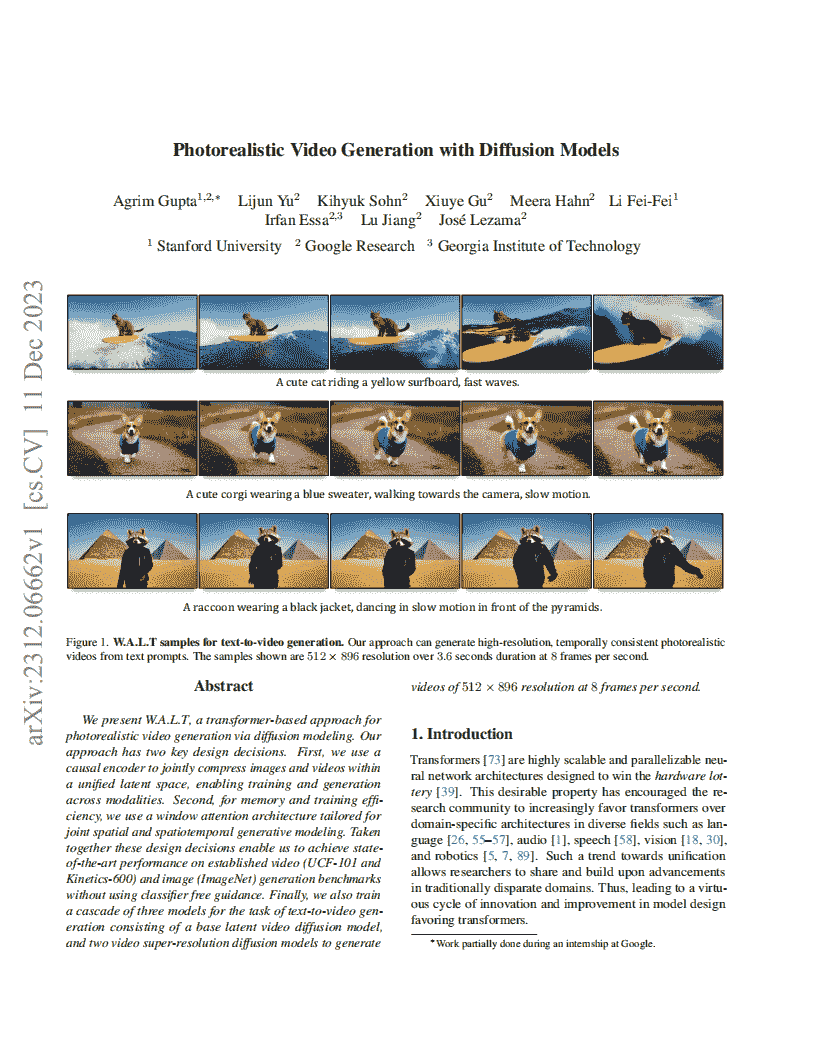 Photorealistic Video Generation with Diffusion Models
Agrim Gupta1,2,* Lijun Yu2 Kihyuk Sohn2 Xiuye Gu2 Meera Hahn2 Li Fei-Fei1
Irfan Essa2,3 Lu Jiang2 José Lezama2
1 Stanford University 2 Google Research 3 Georgia Institute of Technology
arXiv:2312.06662v1 [cs.CV] 11 Dec 2023
A cute cat riding a yellow surfboard, fast waves.
A cute corgi wearing a blue sweater, walking towards the camera, slow motion.
A raccoon wearing a black jacket, dancing in slow motion in front of the pyramids.
Figure 1. W.A.L.T samples for text-to-video generation. Our approach can generate high-resolution, temporally consistent photorealistic
videos from text prompts. The samples shown are 512 × 896 resolution over 3.6 seconds duration at 8 frames per second.
Abstract
We present W.A.L.T, a transformer-based approach for
photorealistic video generation via diffusion modeling. Our
approach has two key design decisions. First, we use a
causal encoder to jointly compress images and videos within
a unified latent space, enabling training and generation
across modalities. Second, for memory and training effi-
ciency, we use a window attention architecture tailored for
joint spatial and spatiotemporal generative modeling. Taken
together these design decisions enable us to achieve state-
of-the-art performance on established video (UCF-101 and
Kinetics-600) and image (ImageNet) generation benchmarks
without using classifier free guidance. Finally, we also train
a cascade of three models for the task of text-to-video gen-
eration consisting of a base latent video diffusion model,
and two video super-resolution diffusion models to generate
videos of 512 × 896 resolution at 8 frames per second.
1. Introduction
Transformers [73] are highly scalable and parallelizable neu-
ral network architectures designed to win the hardware lot-
tery [39]. This desirable property has encouraged the re-
search community to increasingly favor transformers over
domain-specific architectures in diverse fields such as lan-
guage [26, 55–57], audio [1], speech [58], vision [18, 30],
and robotics [5, 7, 89]. Such a trend towards unification
allows researchers to share and build upon advancements
in traditionally disparate domains. Thus, leading to a virtu-
ous cycle of innovation and improvement in model design
favoring transformers.
*Work partially done during an internship at Google.